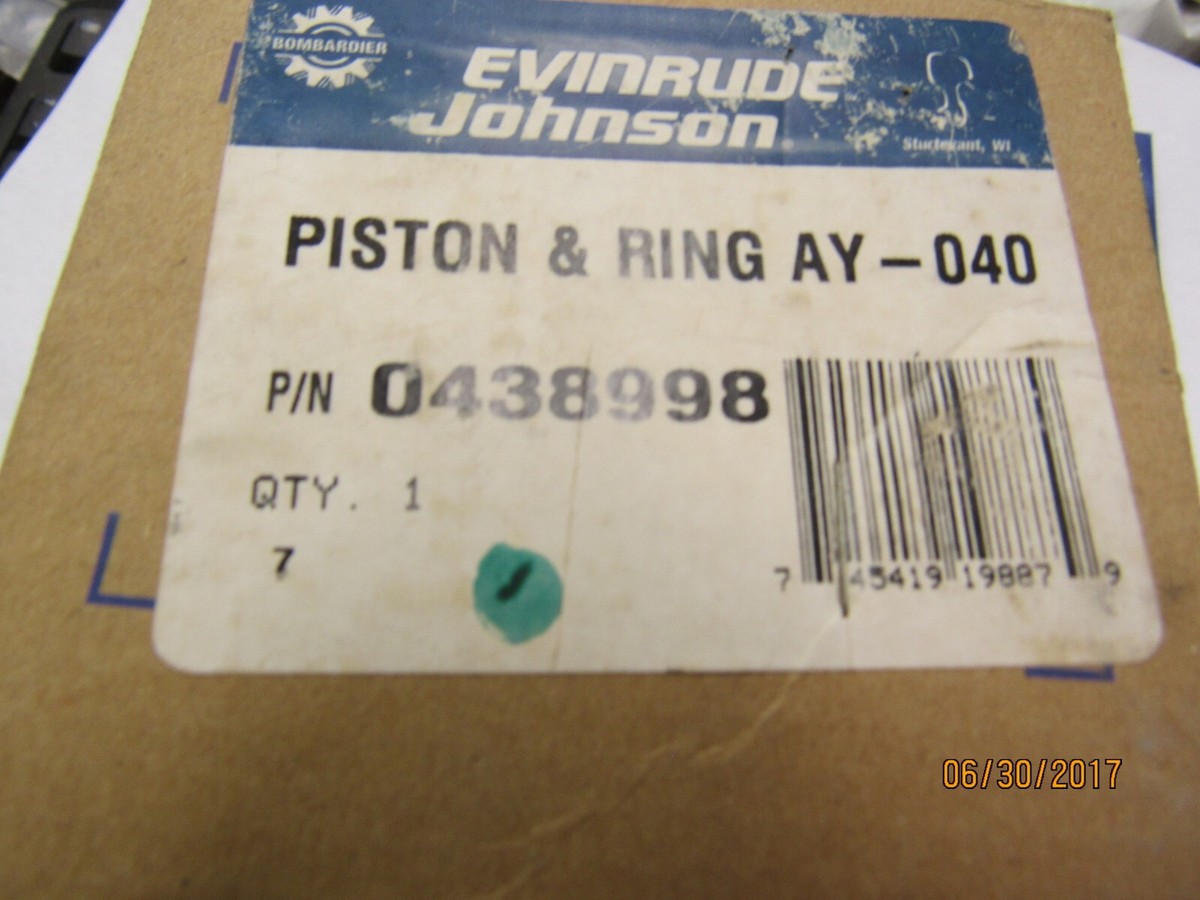 BOMBARDIER
EVINRUDE
Johnson
Sturtevant, WI
PISTON & RING AY – 040
P/N 0438998
QTY. 1
7
7 45419 19887 9
06/30/2017